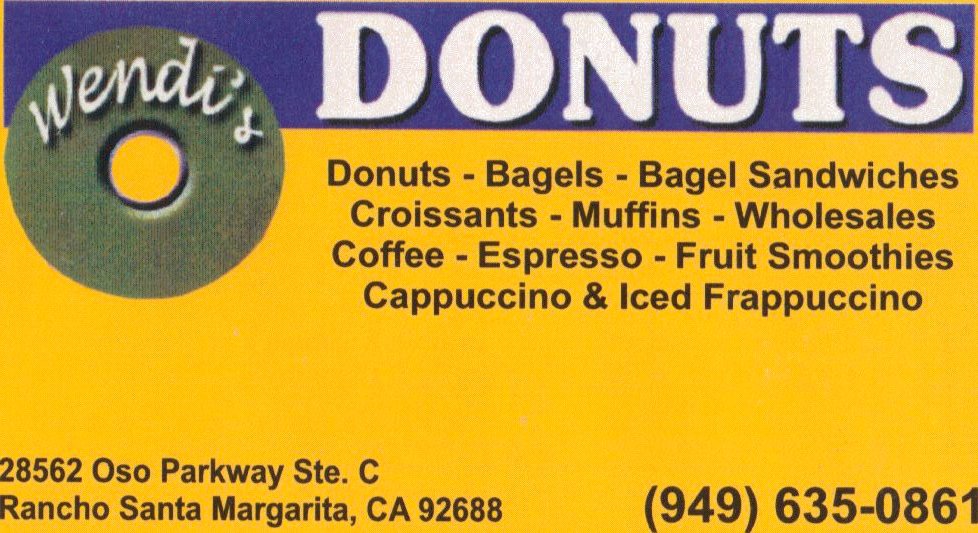 Wendi's
DONUTS
Donuts - Bagels - Bagel Sandwiches
Croissants - Muffins - Wholesales
Coffee - Espresso - Fruit Smoothies
Cappuccino & Iced Frappuccino
28562 Oso Parkway Ste. C
Rancho Santa Margarita, CA 92688
(949) 635-0861